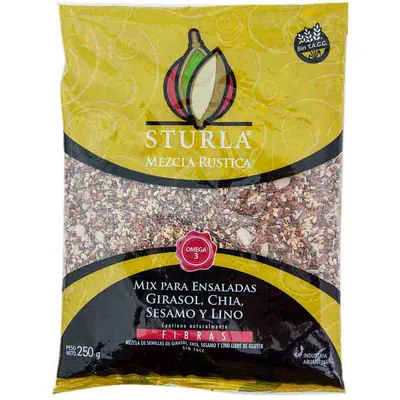 Sin T.A.C.C.
STURLA®
MEZCLA RUSTICA
OMEGA
3
MIX PARA ENSALADAS
GIRASOL, CHIA,
SESAMO Y LINO
Contiene naturalmente
FIBRAS
MEZCLA DE SEMILLAS DE GIRASOL, CHIA, SESAMO Y LINO LIBRE DE GLUTEN
SIN TACC
PESO
NETO 250 g
INDUSTRIA
ARGENTINA